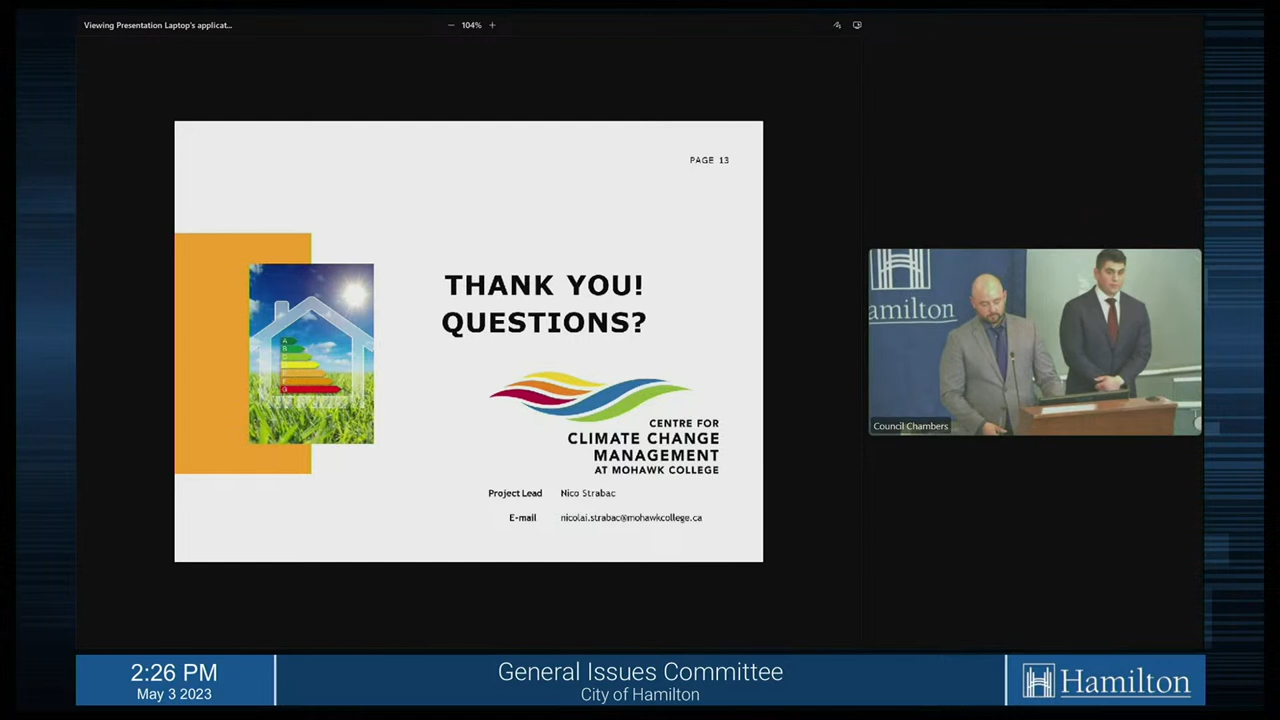 Viewing Presentation Laptop's applicat...
104%
PAGE 13
THANK YOU!
QUESTIONS?
A
B
C
G
CENTRE FOR
CLIMATE CHANGE
MANAGEMENT
AT MOHAWK COLLEGE
Project Lead Nico Strabac
E-mail nicolai.strabac@mohawkcollege.ca
Hamilton
Council Chambers
2:26 PM
May 3 2023
General Issues Committee
City of Hamilton
Hamilton